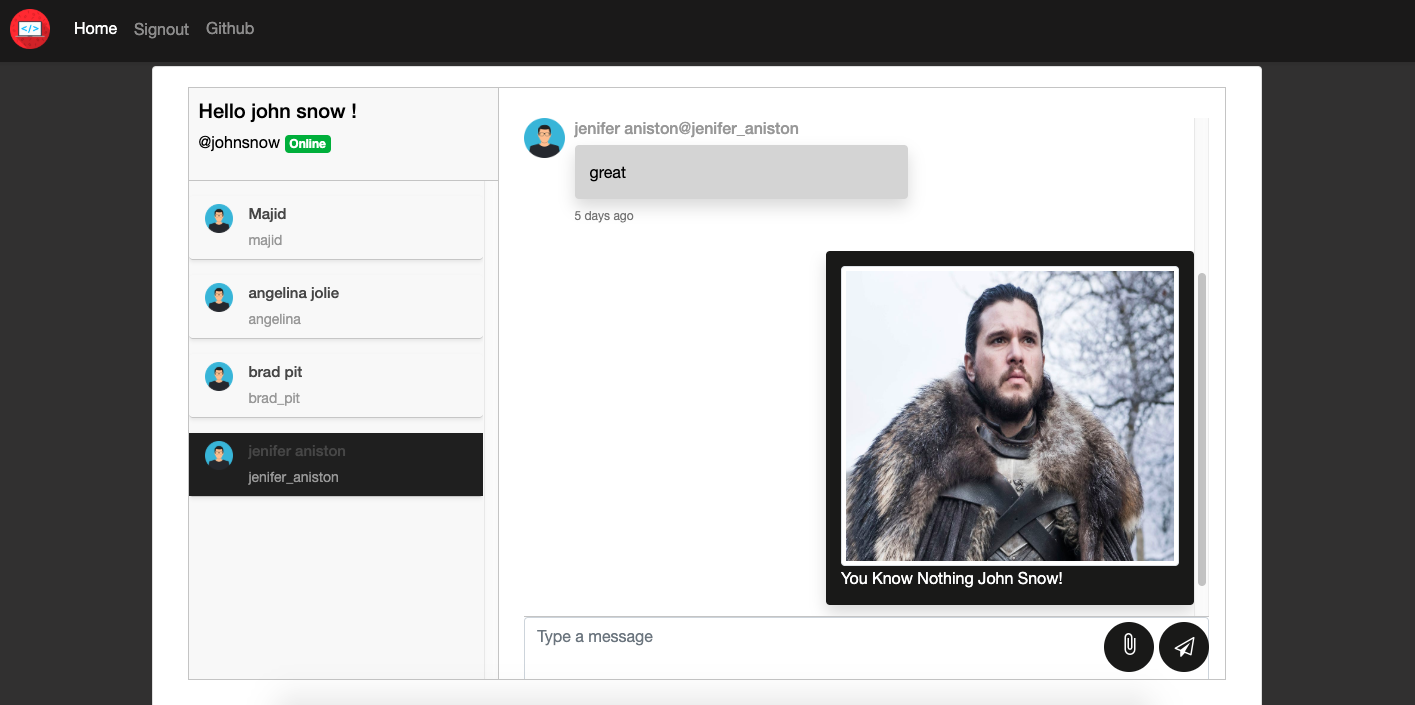 </>
Home Signout Github
Hello john snow !
@johnsnow Online
Majid
majid
angelina jolie
angelina
brad pit
brad_pit
jenifer aniston
jenifer_aniston
jenifer aniston@jenifer_aniston
great
5 days ago
You Know Nothing John Snow!
Type a message